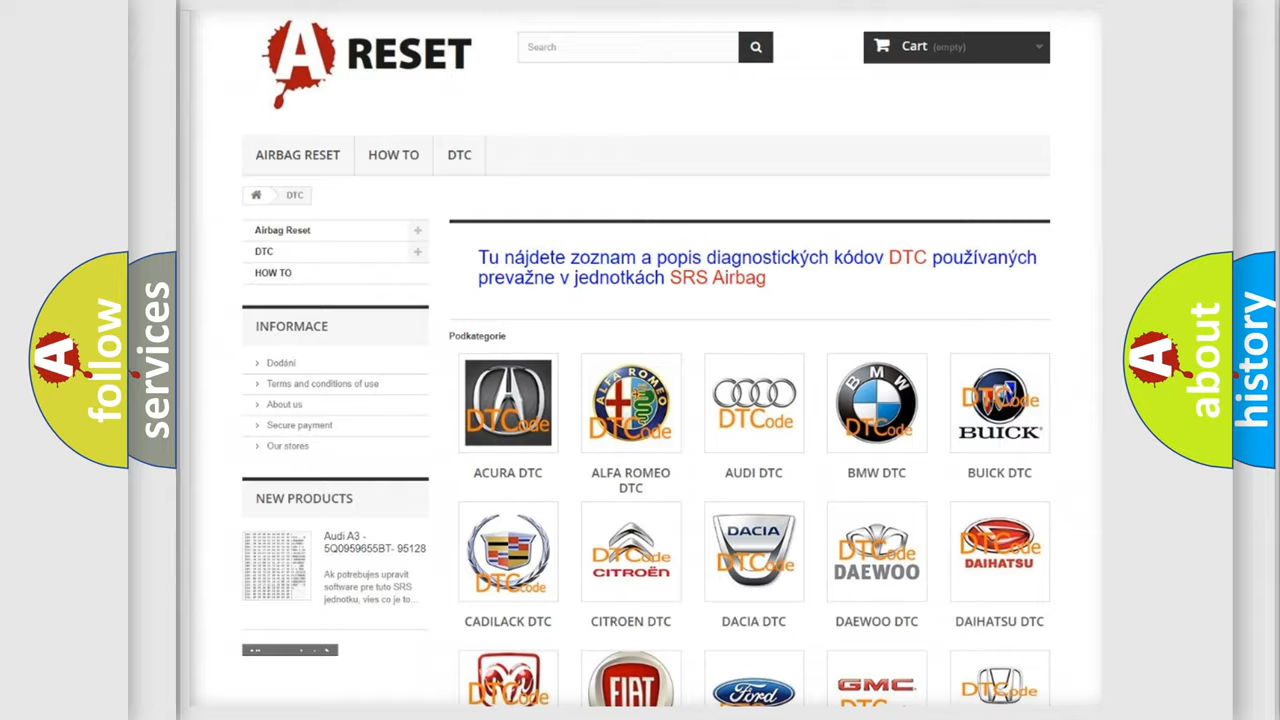 A RESET
Search
Cart (empty)
AIRBAG RESET
HOW TO
DTC
DTC
Airbag Reset
DTC
HOW TO
INFORMACE
Dodání
Terms and conditions of use
About us
Secure payment
Our stores
NEW PRODUCTS
Audi A3 -
5Q0959655BT- 95128
Ak potrebujes upravit
software pre tuto SRS
jednotku, vies co je to...
Tu nájdete zoznam a popis diagnostických kódov DTC používaných
prevažne v jednotkách SRS Airbag
Podkategorie
DTCode
ALFA ROMEO
DTCode
DTCode
BMW
DTCode
DTCode
BUICK
ACURA DTC
ALFA ROMEO
DTC
AUDI DTC
BMW DTC
BUICK DTC
DTCode
DTCode
CITROËN
DACIA
DTCode
DTCode
DAEWOO
DTCode
DAIHATSU
CADILACK DTC
CITROEN DTC
DACIA DTC
DAEWOO DTC
DAIHATSU DTC
DTCode
FIAT
Ford
GMC
DTCode
A follow
services
A about
history